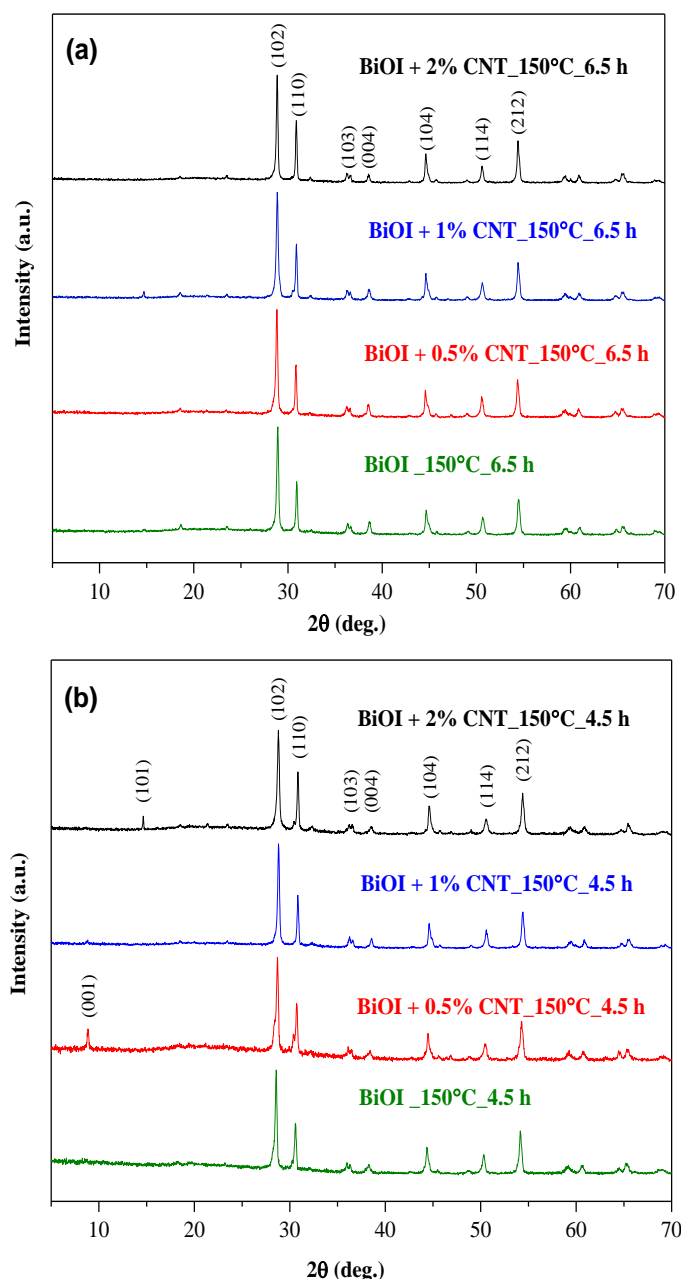 (a)
BiOI + 2% CNT_150°C_6.5 h
(102)
(110)
(103)
(004)
(104)
(114)
(212)
BiOI + 1% CNT_150°C_6.5 h
BiOI + 0.5% CNT_150°C_6.5 h
BiOI _150°C_6.5 h
Intensity (a.u.)
10 20 30 40 50 60 70
2θ (deg.)
(b)
BiOI + 2% CNT_150°C_4.5 h
(101)
(102)
(110)
(103)
(004)
(104)
(114)
(212)
BiOI + 1% CNT_150°C_4.5 h
(001)
BiOI + 0.5% CNT_150°C_4.5 h
BiOI _150°C_4.5 h
Intensity (a.u.)
10 20 30 40 50 60 70
2θ (deg.)